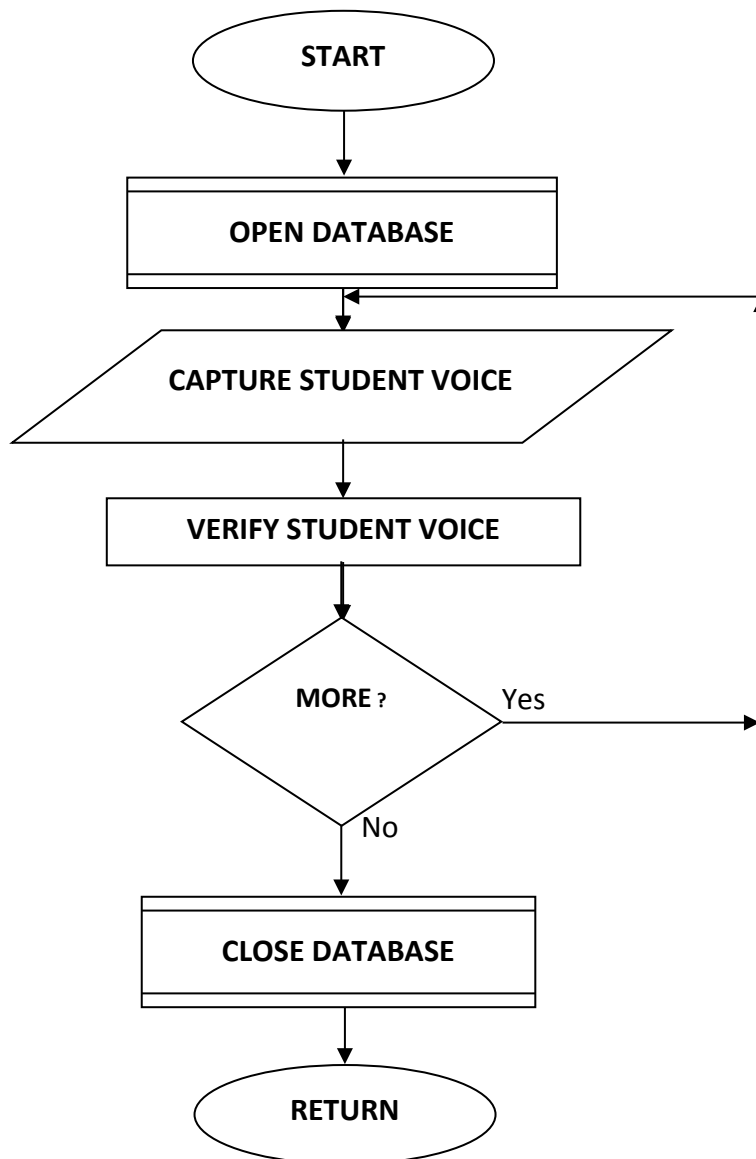 START
OPEN DATABASE
CAPTURE STUDENT VOICE
VERIFY STUDENT VOICE
MORE ?
Yes
No
CLOSE DATABASE
RETURN